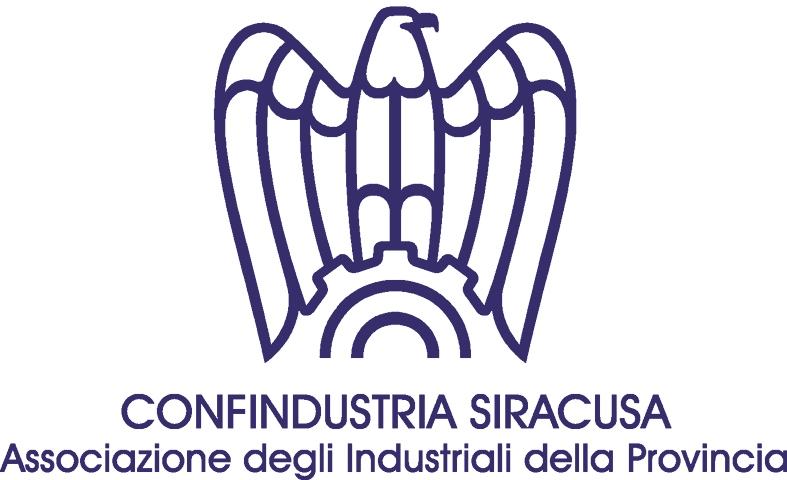 CONFINDUSTRIA SIRACUSA
Associazione degli Industriali della Provincia